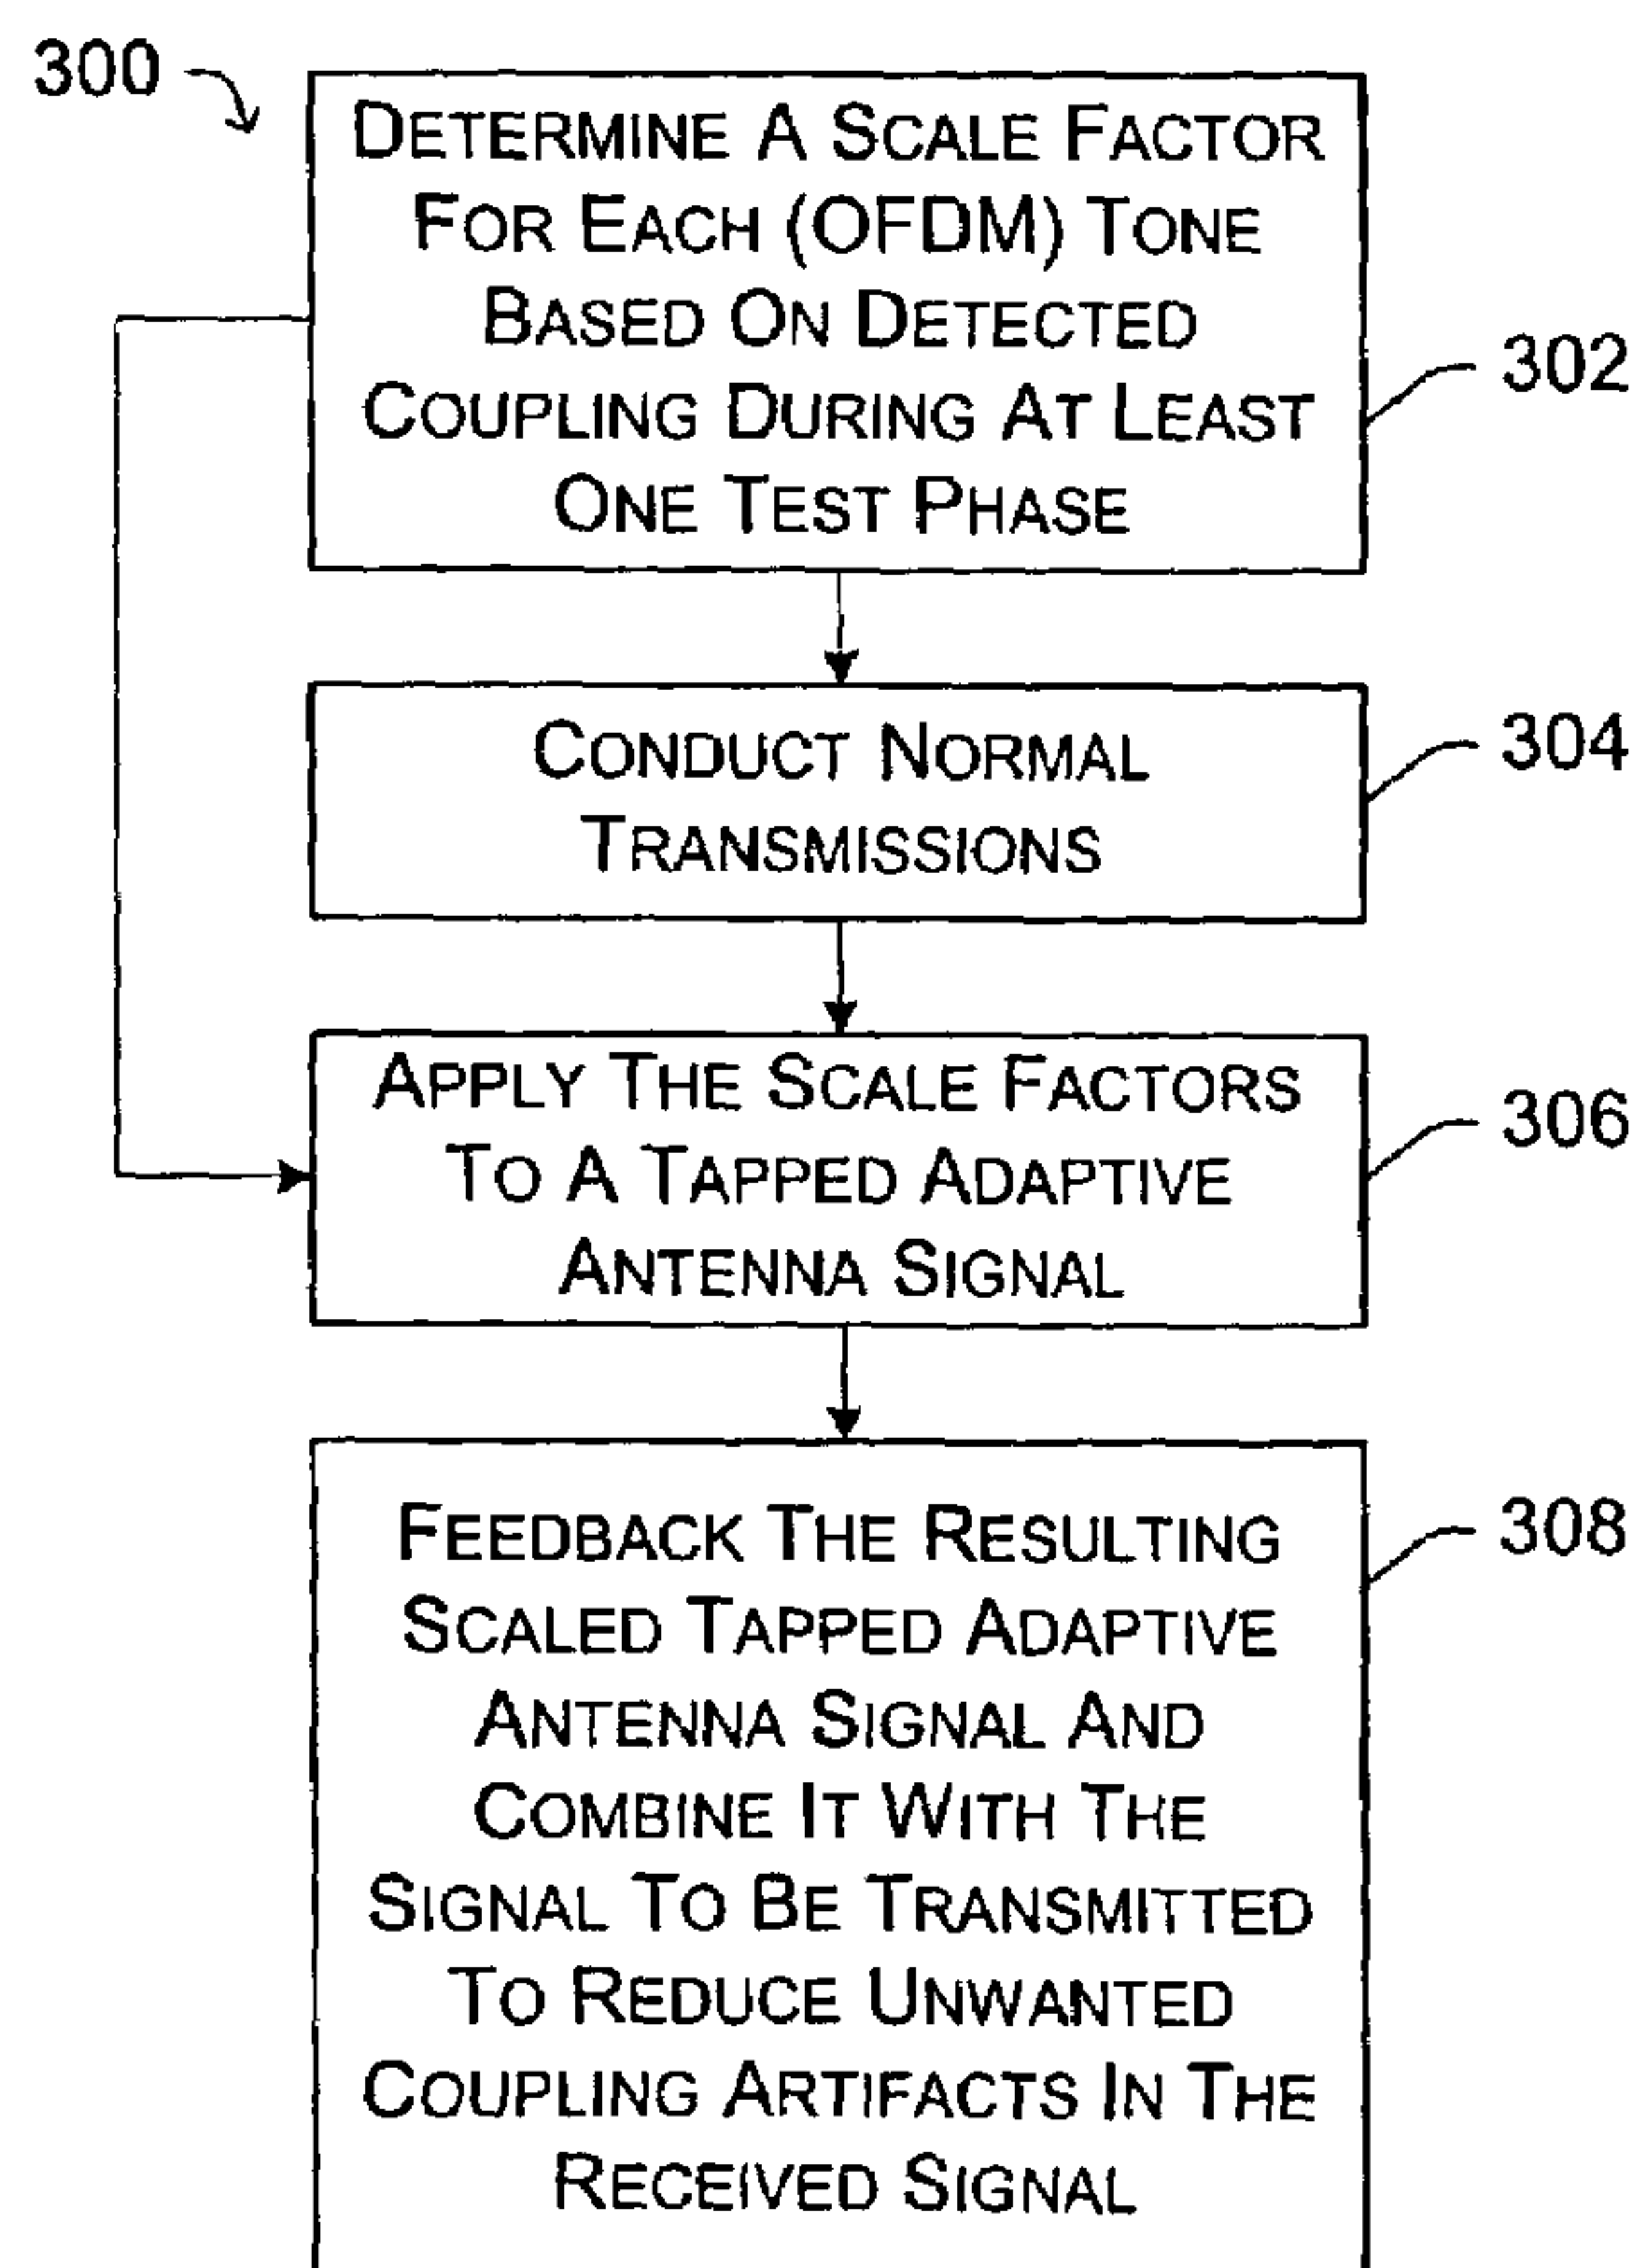 300
DETERMINE A SCALE FACTOR
FOR EACH (OFDM) TONE
BASED ON DETECTED
COUPLING DURING AT LEAST
ONE TEST PHASE
302
CONDUCT NORMAL
TRANSMISSIONS
304
APPLY THE SCALE FACTORS
TO A TAPPED ADAPTIVE
ANTENNA SIGNAL
306
FEEDBACK THE RESULTING
SCALED TAPPED ADAPTIVE
ANTENNA SIGNAL AND
COMBINE IT WITH THE
SIGNAL TO BE TRANSMITTED
TO REDUCE UNWANTED
COUPLING ARTIFACTS IN THE
RECEIVED SIGNAL
308